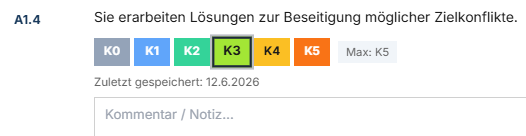 A1.4 Sie erarbeiten Lösungen zur Beseitigung möglicher Zielkonflikte.
K0 K1 K2 K3 K4 K5 Max: K5
Zuletzt gespeichert: 12.6.2026
Kommentar / Notiz...